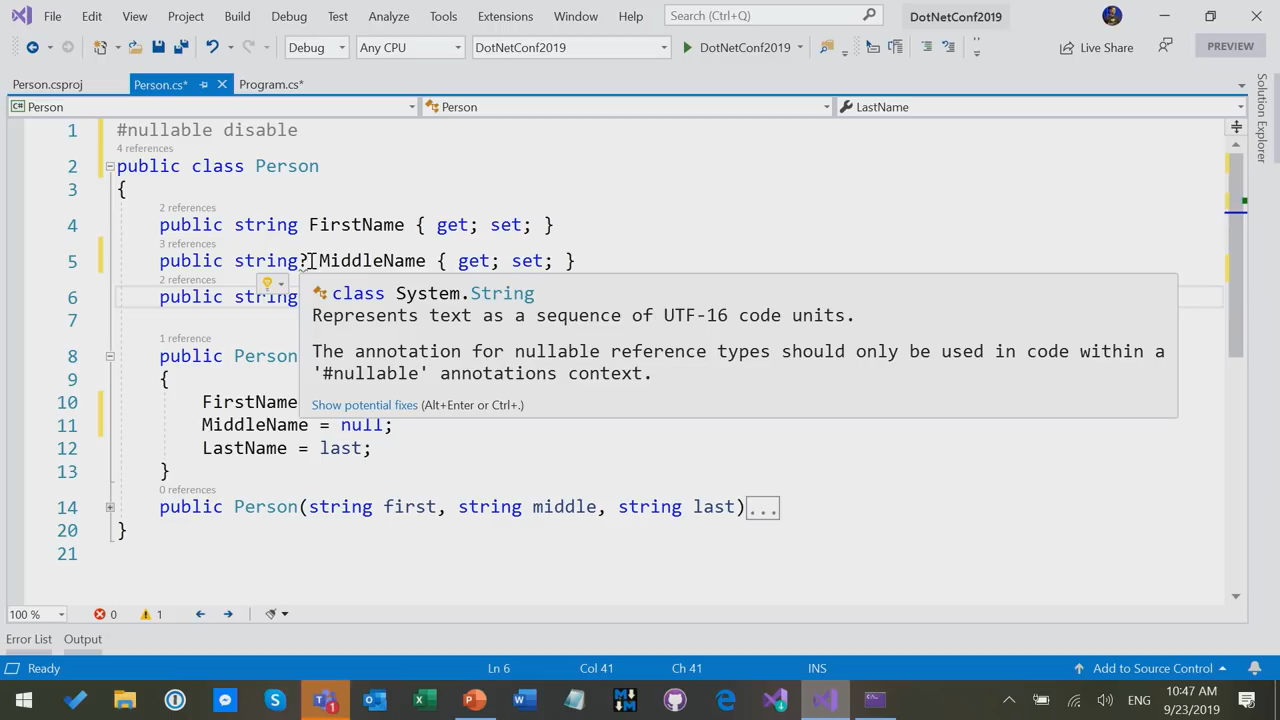 File Edit View Project Build Debug Test Analyze Tools Extensions Window Help Search (Ctrl+Q) DotNetConf2019
Debug Any CPU DotNetConf2019 DotNetConf2019 Live Share PREVIEW
Person.csproj Person.cs* Program.cs*
C# Person Person LastName
Solution Explorer
1 #nullable disable
4 references
2 public class Person
3 {
2 references
4 public string FirstName { get; set; }
3 references
5 public string? MiddleName { get; set; }
2 references
6 public string
class System.String
Represents text as a sequence of UTF-16 code units.
The annotation for nullable reference types should only be used in code within a
'#nullable' annotations context.
Show potential fixes (Alt+Enter or Ctrl+.)
7
1 reference
8 public Person
9 {
10 FirstName
11 MiddleName = null;
12 LastName = last;
13 }
0 references
14 public Person(string first, string middle, string last)...
20 }
21
100 % 0 1
Error List Output
Ready Ln 6 Col 41 Ch 41 INS Add to Source Control
ENG 10:47 AM
9/23/2019